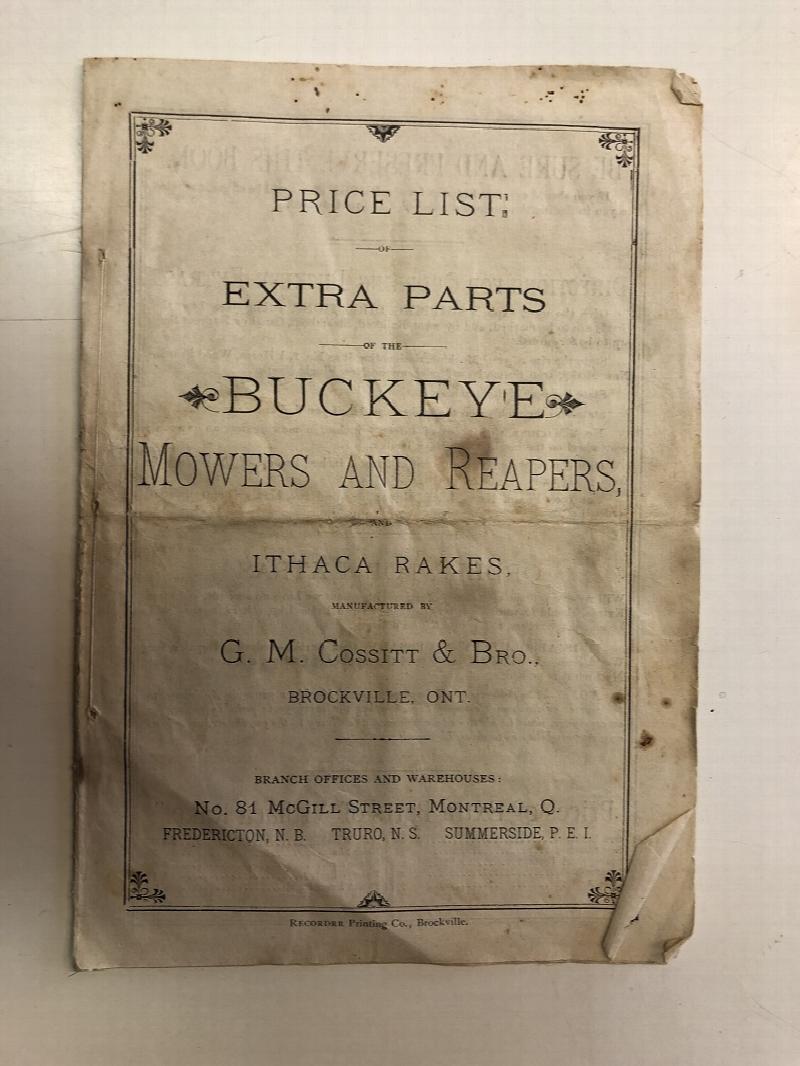 PRICE LIST
OF
EXTRA PARTS
OF THE
BUCKEYE
MOWERS AND REAPERS,
AND
ITHACA RAKES,
MANUFACTURED BY
G. M. COSSITT & BRO.,
BROCKVILLE, ONT.
BRANCH OFFICES AND WAREHOUSES:
No. 81 MCGILL STREET, MONTREAL, Q.
FREDERICTON, N. B. TRURO, N. S. SUMMERSIDE, P. E. I.
RECORDER Printing Co., Brockville.